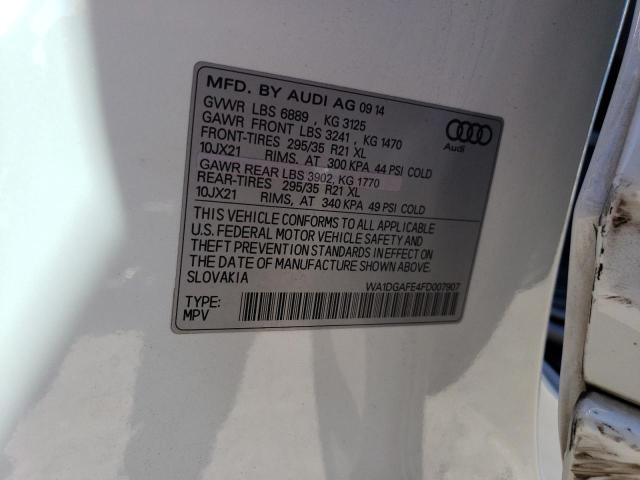 MFD. BY AUDI AG 09 14
GVWR LBS 6889 , KG 3125
GAWR FRONT LBS 3241 , KG 1470
FRONT-TIRES 295/35 R21 XL
10JX21 RIMS, AT 300 KPA 44 PSI COLD
GAWR REAR LBS 3902, KG 1770
REAR-TIRES 295/35 R21 XL
10JX21 RIMS, AT 340 KPA 49 PSI COLD
Audi
THIS VEHICLE CONFORMS TO ALL APPLICABLE
U.S. FEDERAL MOTOR VEHICLE SAFETY AND
THEFT PREVENTION STANDARDS IN EFFECT ON
THE DATE OF MANUFACTURE SHOWN ABOVE
SLOVAKIA
WA1DGAFE4FD007907
TYPE:
MPV